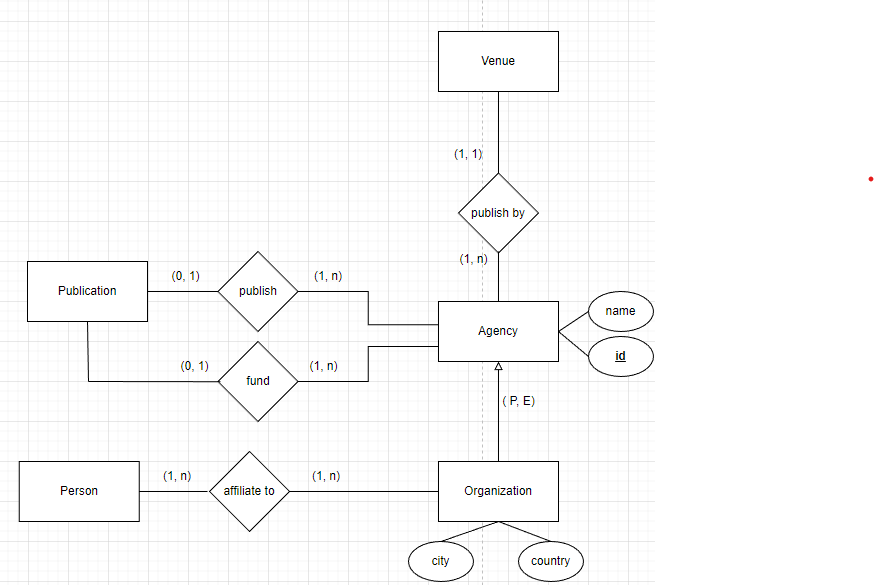 Venue
(1, 1)
publish by
(1, n)
(0, 1)
(1, n)
Publication
publish
name
Agency
id
(0, 1)
(1, n)
fund
( P, E)
(1, n)
(1, n)
Person
affiliate to
Organization
city
country